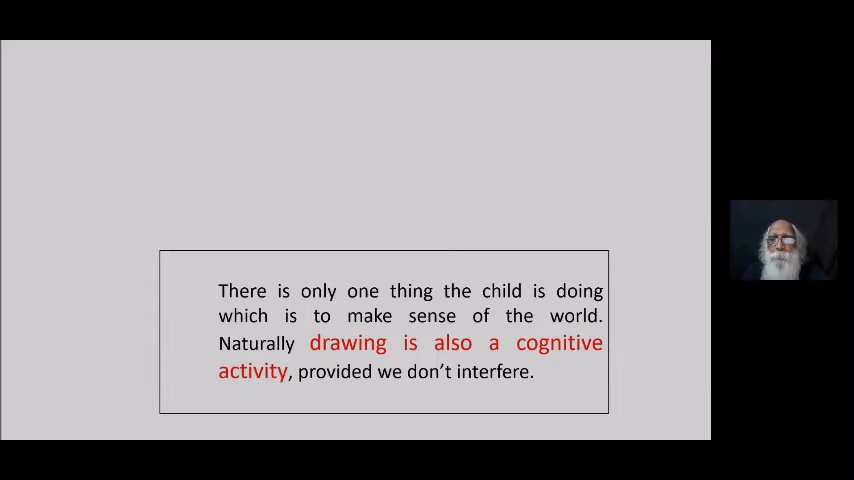 There is only one thing the child is doing
which is to make sense of the world.
Naturally drawing is also a cognitive
activity, provided we don’t interfere.